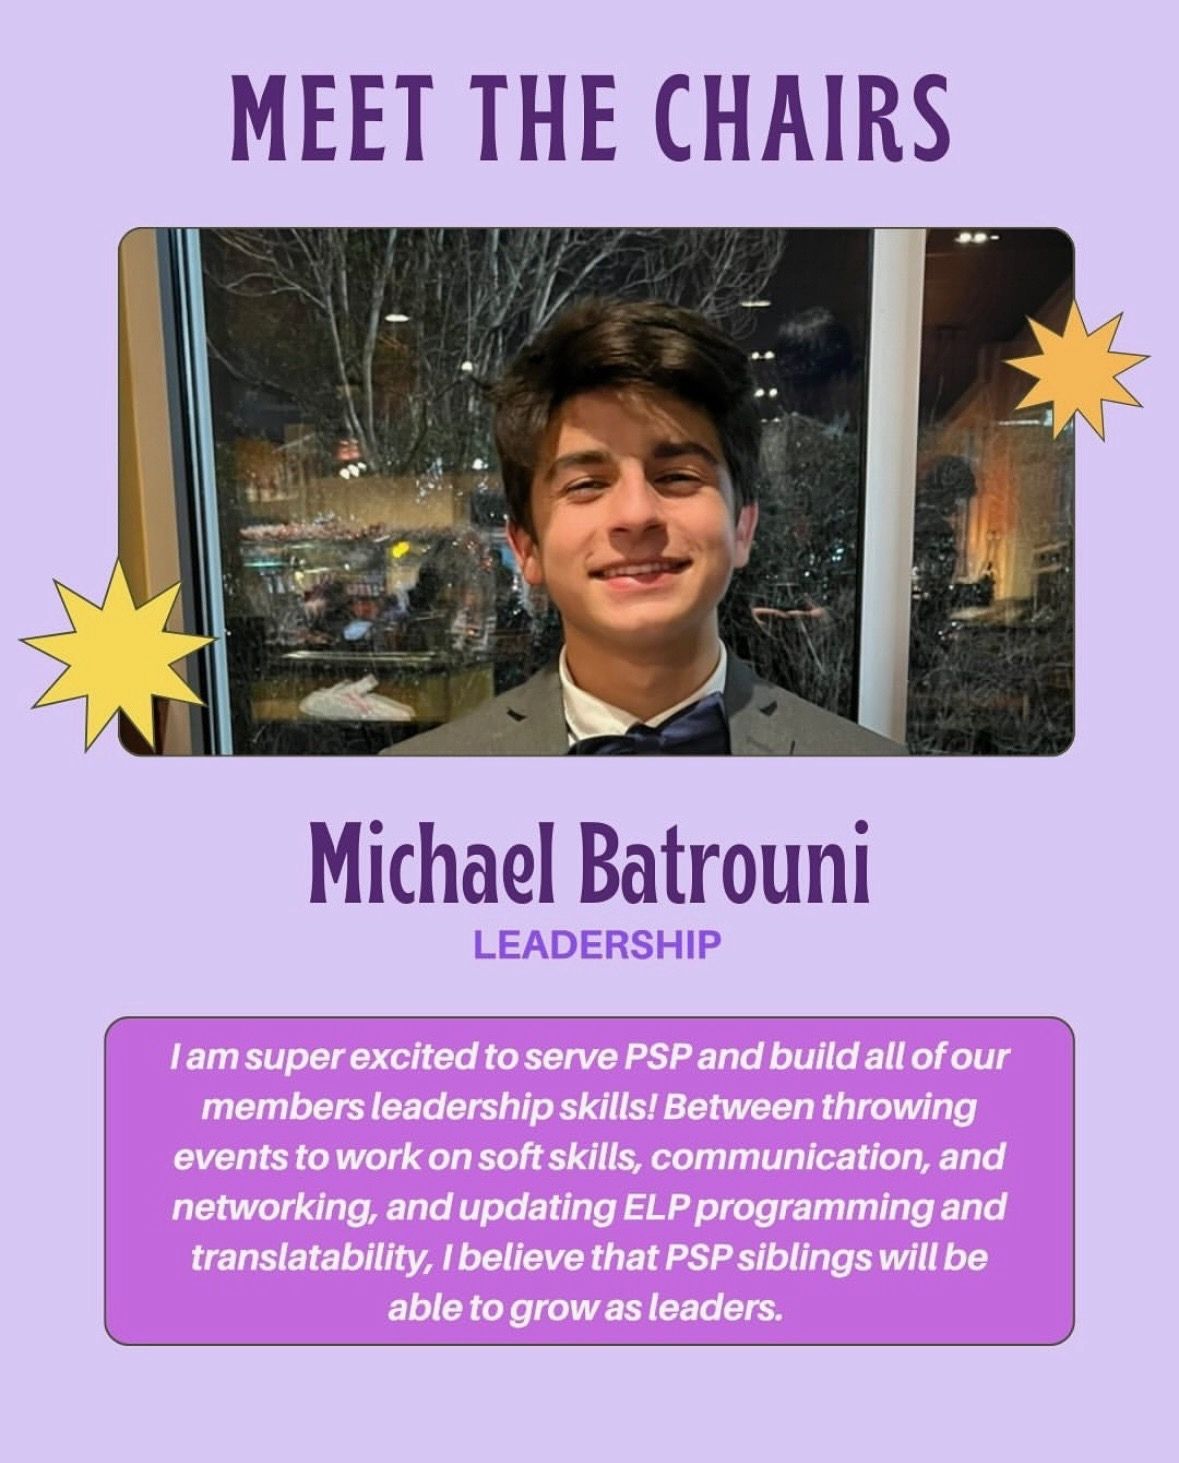 MEET THE CHAIRS
Michael Batrouni
LEADERSHIP
I am super excited to serve PSP and build all of our
members leadership skills! Between throwing
events to work on soft skills, communication, and
networking, and updating ELP programming and
translatability, I believe that PSP siblings will be
able to grow as leaders.